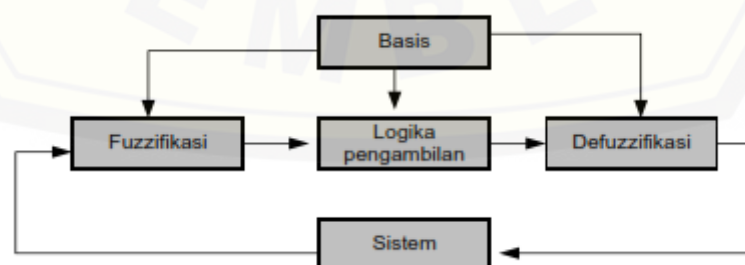 Basis
Fuzzifikasi
Logika
pengambilan
Defuzzifikasi
Sistem